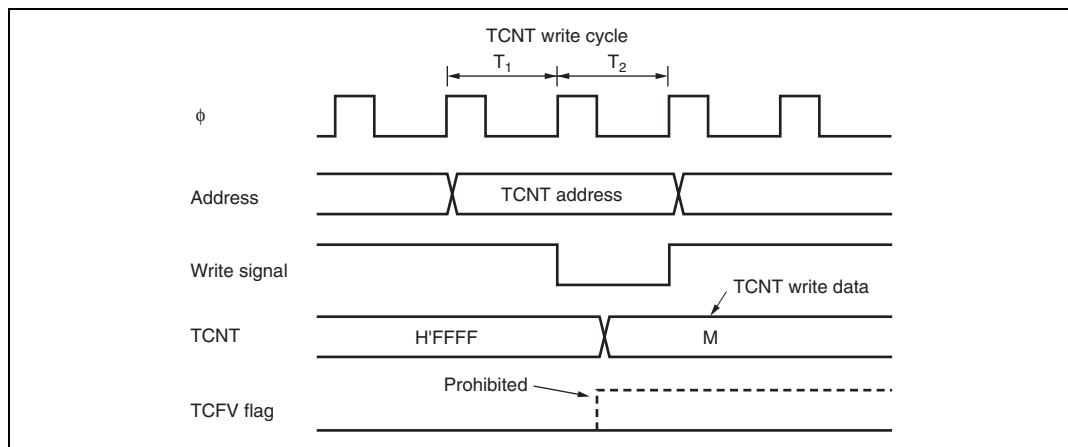 TCNT write cycle
T1 T2
ϕ
Address TCNT address
Write signal
TCNT write data
TCNT H'FFFF M
Prohibited
TCFV flag